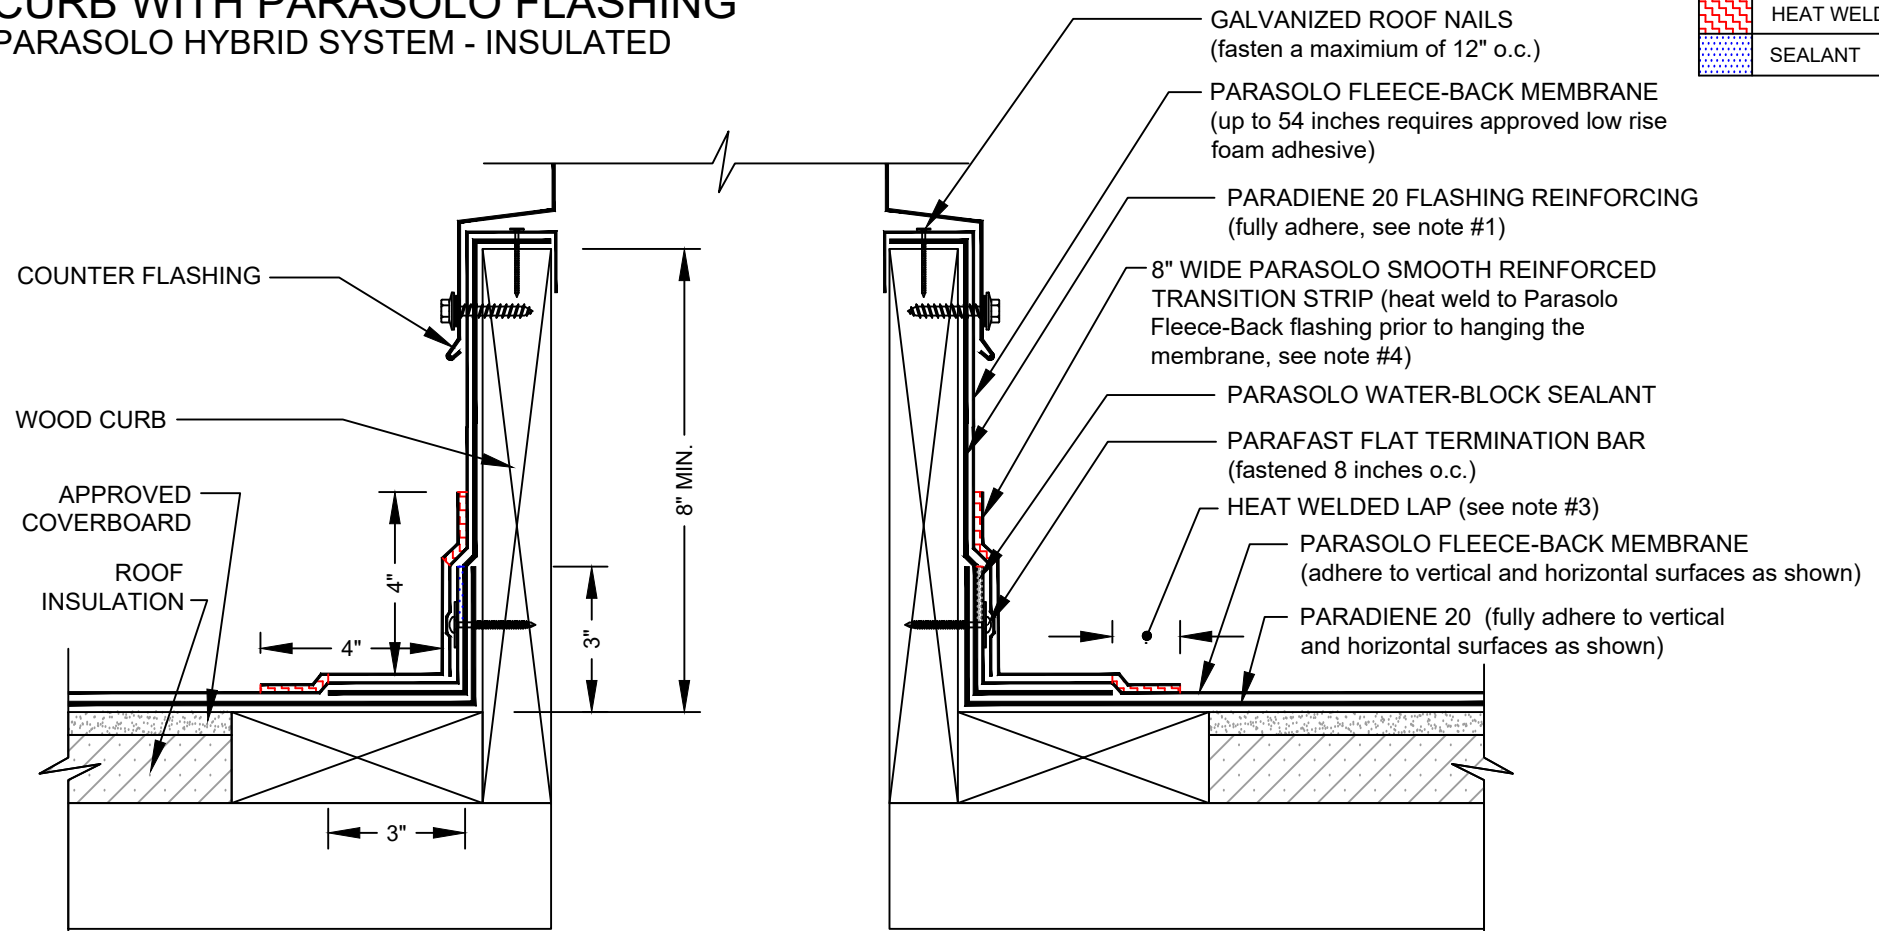 CURB WITH PARASOLO FLASHING
PARASOLO HYBRID SYSTEM - INSULATED
HEAT WELD
SEALANT
GALVANIZED ROOF NAILS
(fasten a maximium of 12" o.c.)
PARASOLO FLEECE-BACK MEMBRANE
(up to 54 inches requires approved low rise
foam adhesive)
PARADIENE 20 FLASHING REINFORCING
(fully adhere, see note #1)
8" WIDE PARASOLO SMOOTH REINFORCED
TRANSITION STRIP (heat weld to Parasolo
Fleece-Back flashing prior to hanging the
membrane, see note #4)
PARASOLO WATER-BLOCK SEALANT
PARAFAST FLAT TERMINATION BAR
(fastened 8 inches o.c.)
HEAT WELDED LAP (see note #3)
PARASOLO FLEECE-BACK MEMBRANE
(adhere to vertical and horizontal surfaces as shown)
PARADIENE 20 (fully adhere to vertical
and horizontal surfaces as shown)
COUNTER FLASHING
WOOD CURB
APPROVED
COVERBOARD
ROOF
INSULATION
4"
4"
3"
8" MIN.
3"